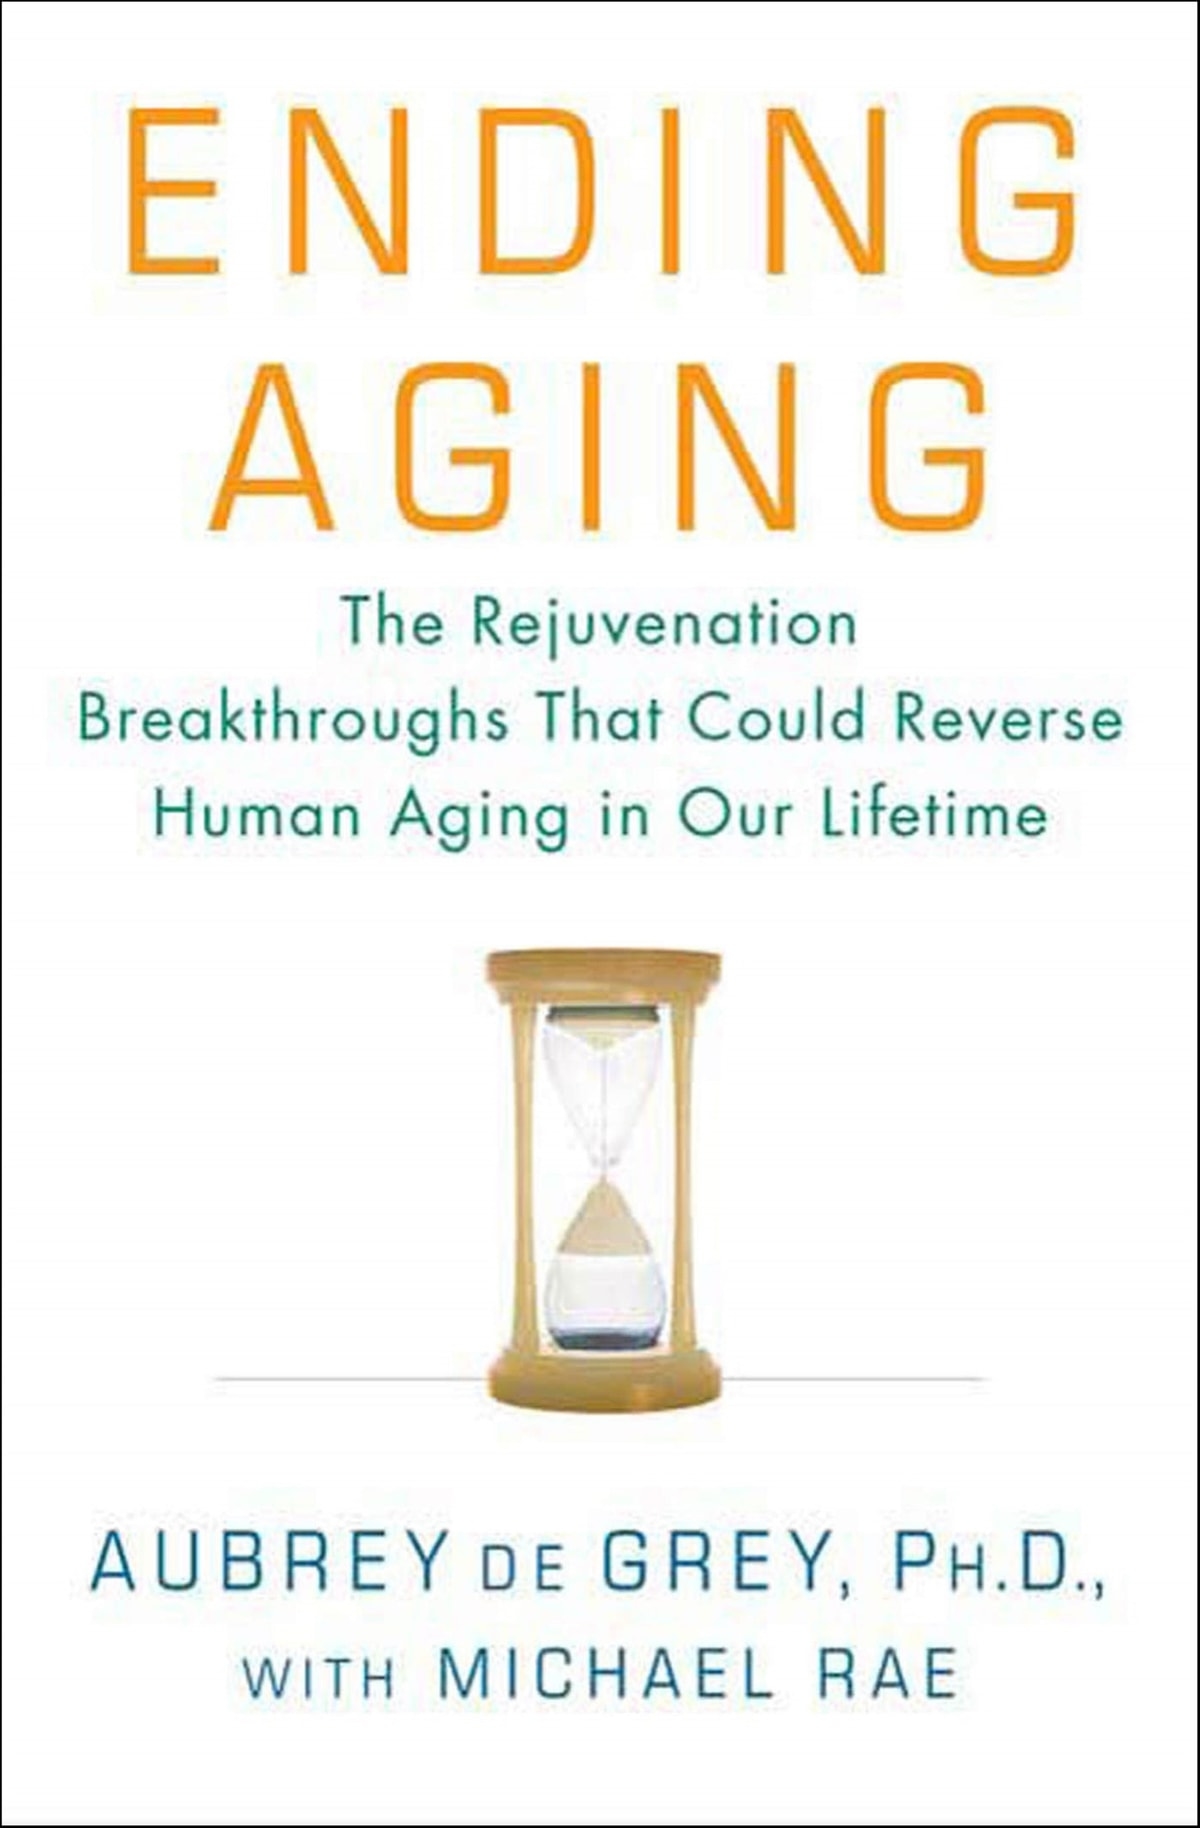 ENDING
AGING
The Rejuvenation
Breakthroughs That Could Reverse
Human Aging in Our Lifetime
AUBREY DE GREY, PH.D.,
WITH MICHAEL RAE